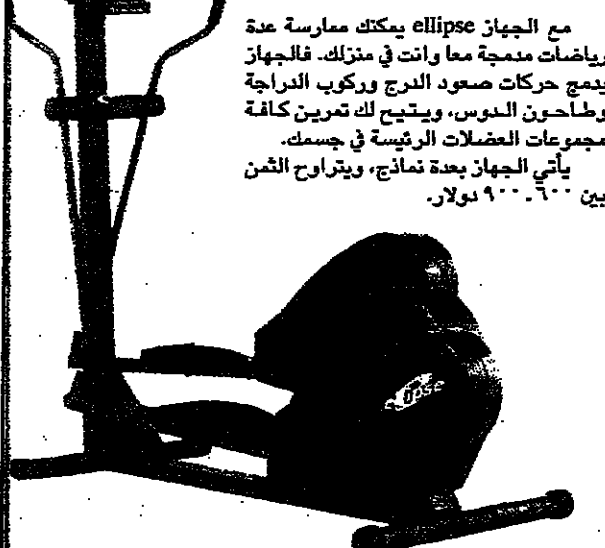 مع الجهاز ellipse يمكنك ممارسة عدة
رياضات مدمجة معا وانت في منزلك. فالجهاز
يدمج حركات صعود الدرج وركوب الدراجة
وطاحون الدوس، ويتيح لك تمرين كافة
مجموعات العضلات الرئيسة في جسمك.
يأتي الجهاز بعدة نماذج، ويتراوح الثمن
بين ٦٠٠ ـ ٩٠٠ دولار.